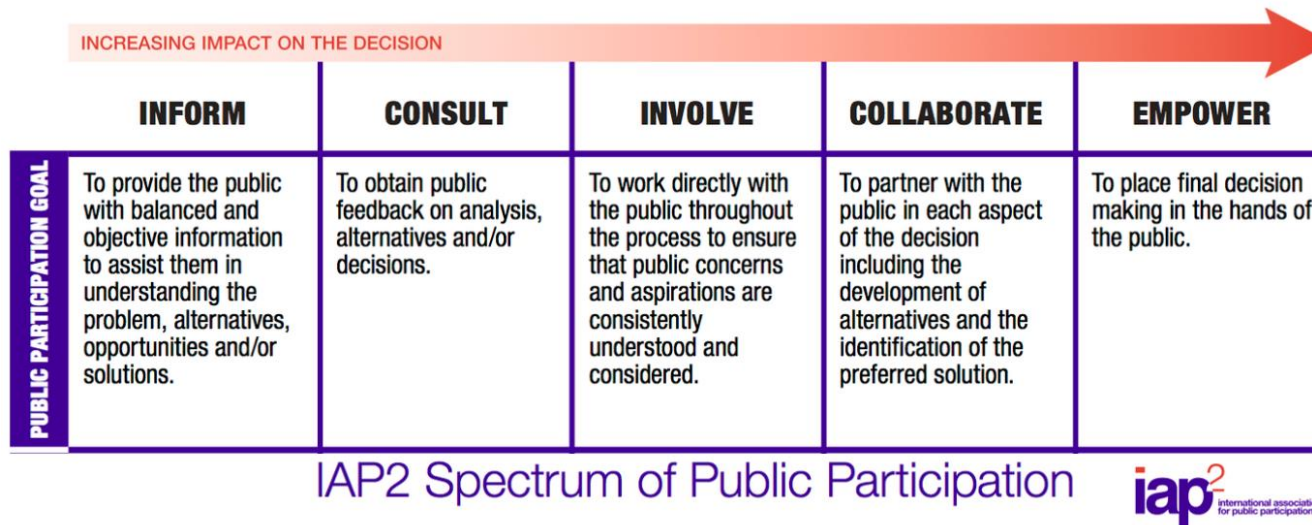 INCREASING IMPACT ON THE DECISION
INFORM
CONSULT
INVOLVE
COLLABORATE
EMPOWER
PUBLIC PARTICIPATION GOAL
To provide the public
with balanced and
objective information
to assist them in
understanding the
problem, alternatives,
opportunities and/or
solutions.
To obtain public
feedback on analysis,
alternatives and/or
decisions.
To work directly with
the public throughout
the process to ensure
that public concerns
and aspirations are
consistently
understood and
considered.
To partner with the
public in each aspect
of the decision
including the
development of
alternatives and the
identification of the
preferred solution.
To place final decision
making in the hands of
the public.
IAP2 Spectrum of Public Participation
iap2
international associatio
for public participation